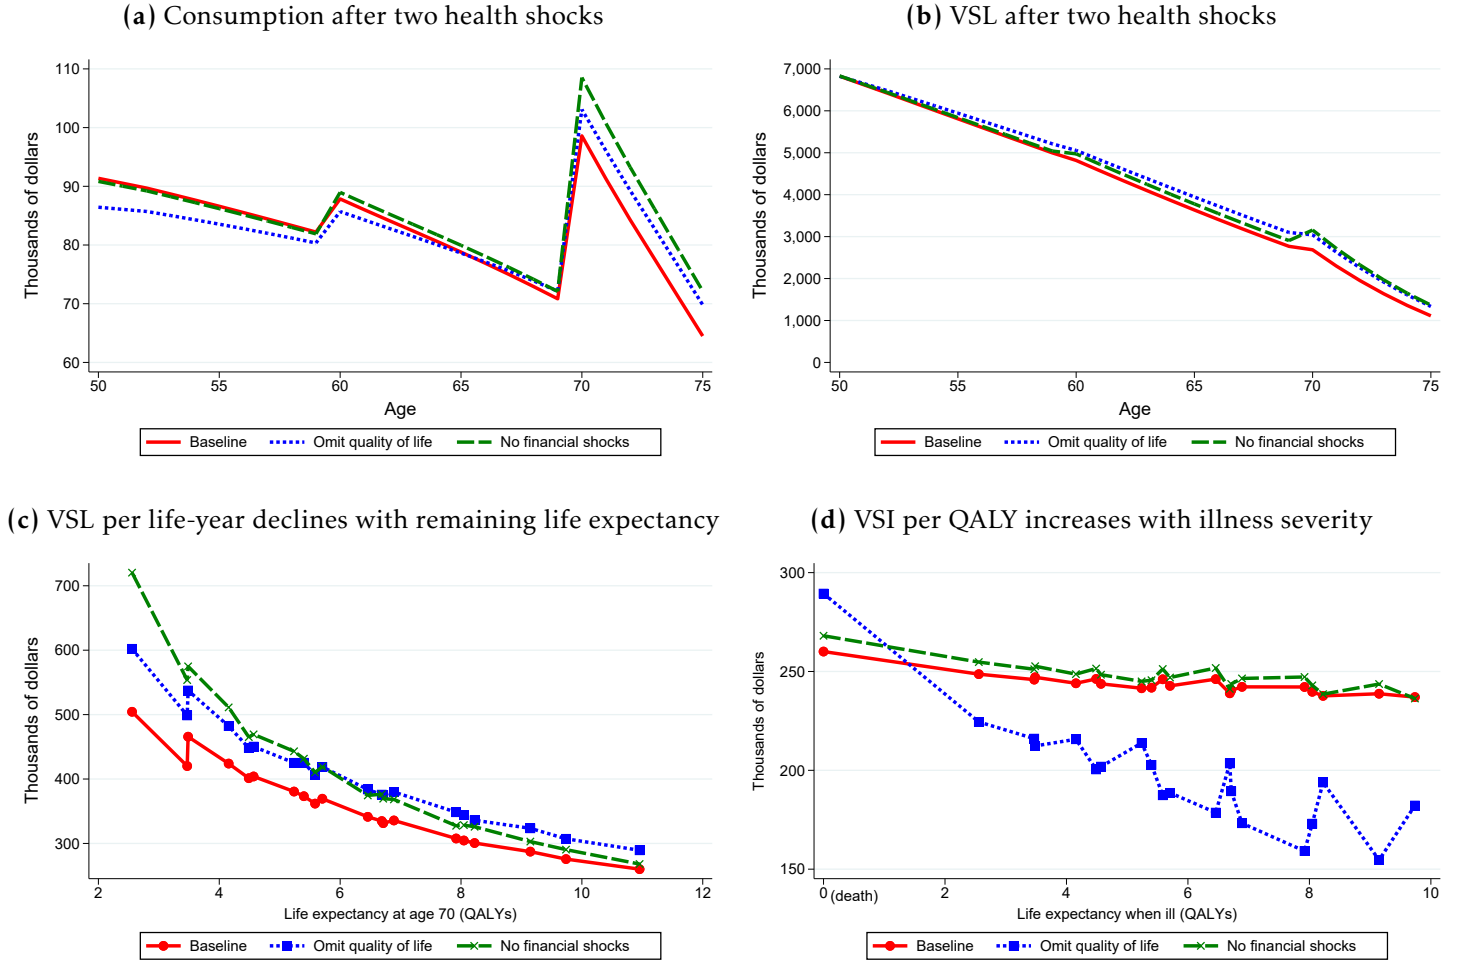 (a) Consumption after two health shocks
Thousands of dollars
110
100
90
80
70
60
50 55 60 65 70 75
Age
Baseline Omit quality of life No financial shocks
(b) VSL after two health shocks
Thousands of dollars
7,000
6,000
5,000
4,000
3,000
2,000
1,000
0
50 55 60 65 70 75
Age
Baseline Omit quality of life No financial shocks
(c) VSL per life-year declines with remaining life expectancy
Thousands of dollars
700
600
500
400
300
2 4 6 8 10 12
Life expectancy at age 70 (QALYs)
Baseline Omit quality of life No financial shocks
(d) VSI per QALY increases with illness severity
Thousands of dollars
300
250
200
150
0 (death) 2 4 6 8 10
Life expectancy when ill (QALYs)
Baseline Omit quality of life No financial shocks